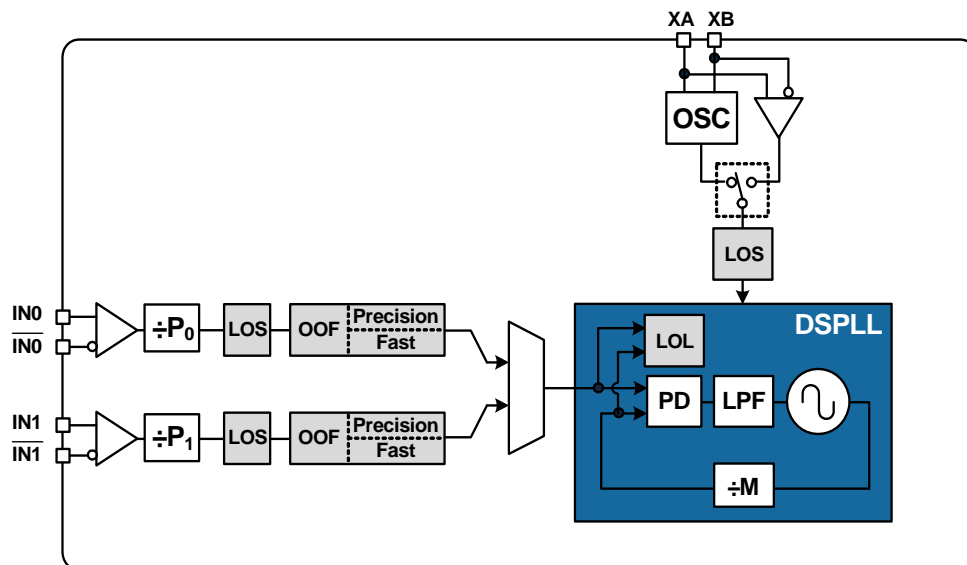 XA XB
OSC
LOS
IN0
IN0
÷P0
LOS
OOF
Precision
Fast
IN1
IN1
÷P1
LOS
OOF
Precision
Fast
DSPLL
LOL
PD
LPF
÷M